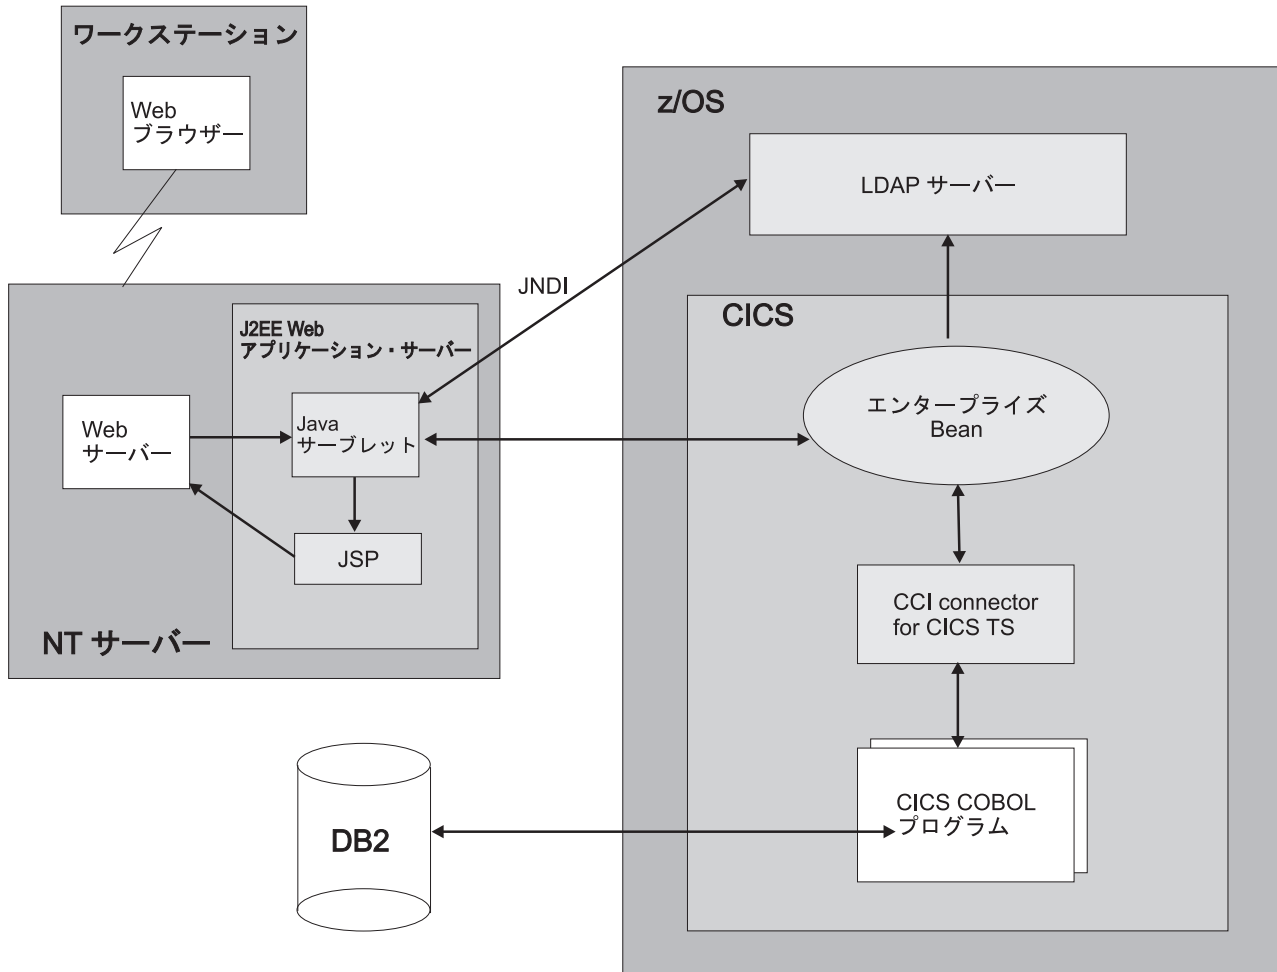 ワークステーション
Web
ブラウザー
z/OS
LDAP サーバー
JNDI
J2EE Web
アプリケーション・サーバー
Web
サーバー
Java
サーブレット
JSP
NT サーバー
CICS
エンタープライズ
Bean
CCI connector
for CICS TS
CICS COBOL
プログラム
DB2